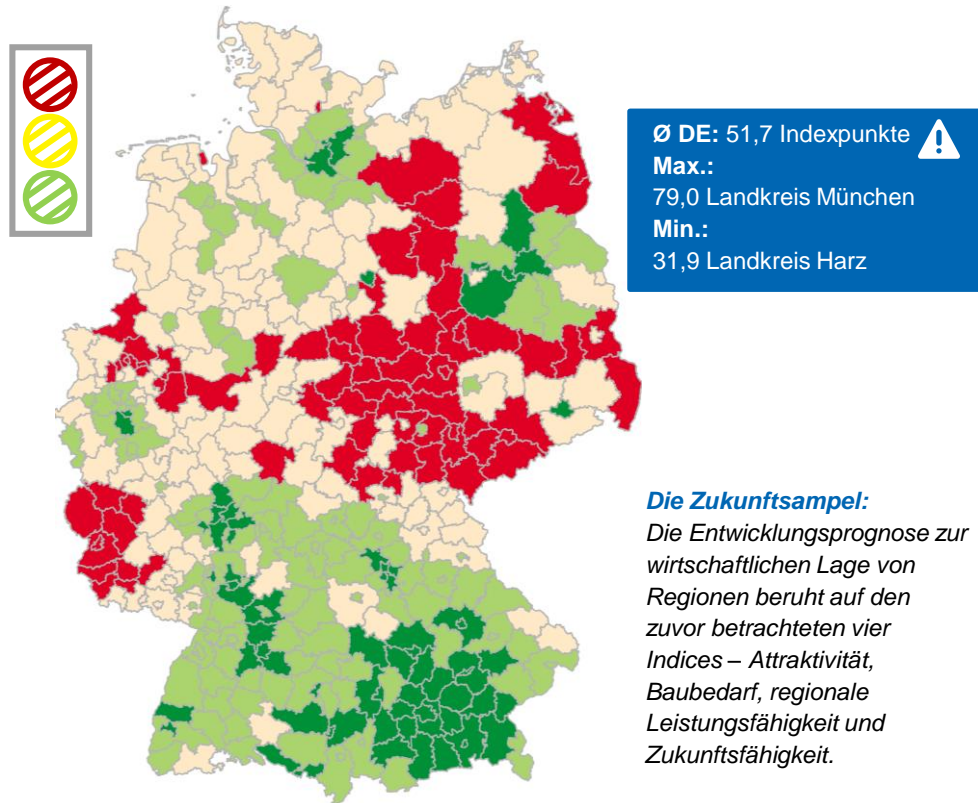 Ø DE: 51,7 Indexpunkte
Max.:
79,0 Landkreis München
Min.:
31,9 Landkreis Harz
Die Zukunftsampel:
Die Entwicklungsprognose zur
wirtschaftlichen Lage von
Regionen beruht auf den
zuvor betrachteten vier
Indices – Attraktivität,
Baubedarf, regionale
Leistungsfähigkeit und
Zukunftsfähigkeit.